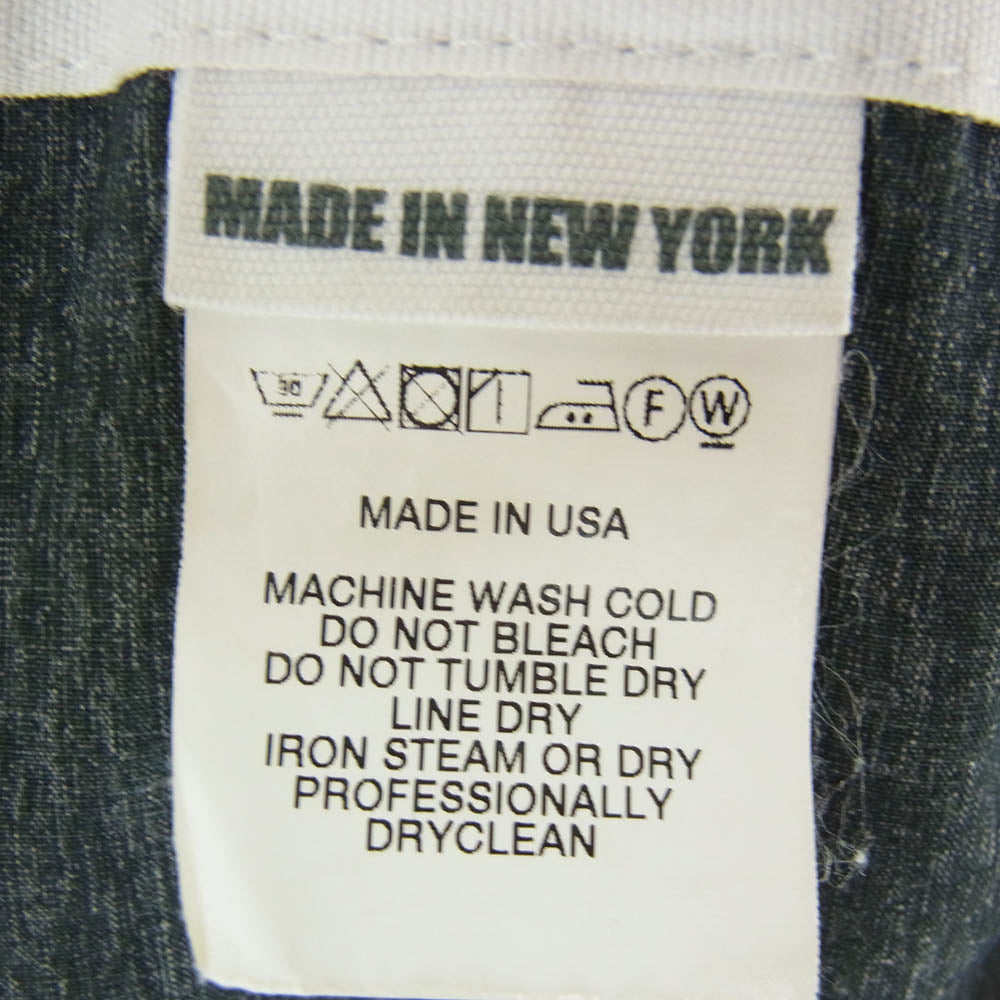 MADE IN NEW YORK
30 F W
MADE IN USA
MACHINE WASH COLD
DO NOT BLEACH
DO NOT TUMBLE DRY
LINE DRY
IRON STEAM OR DRY
PROFESSIONALLY
DRYCLEAN